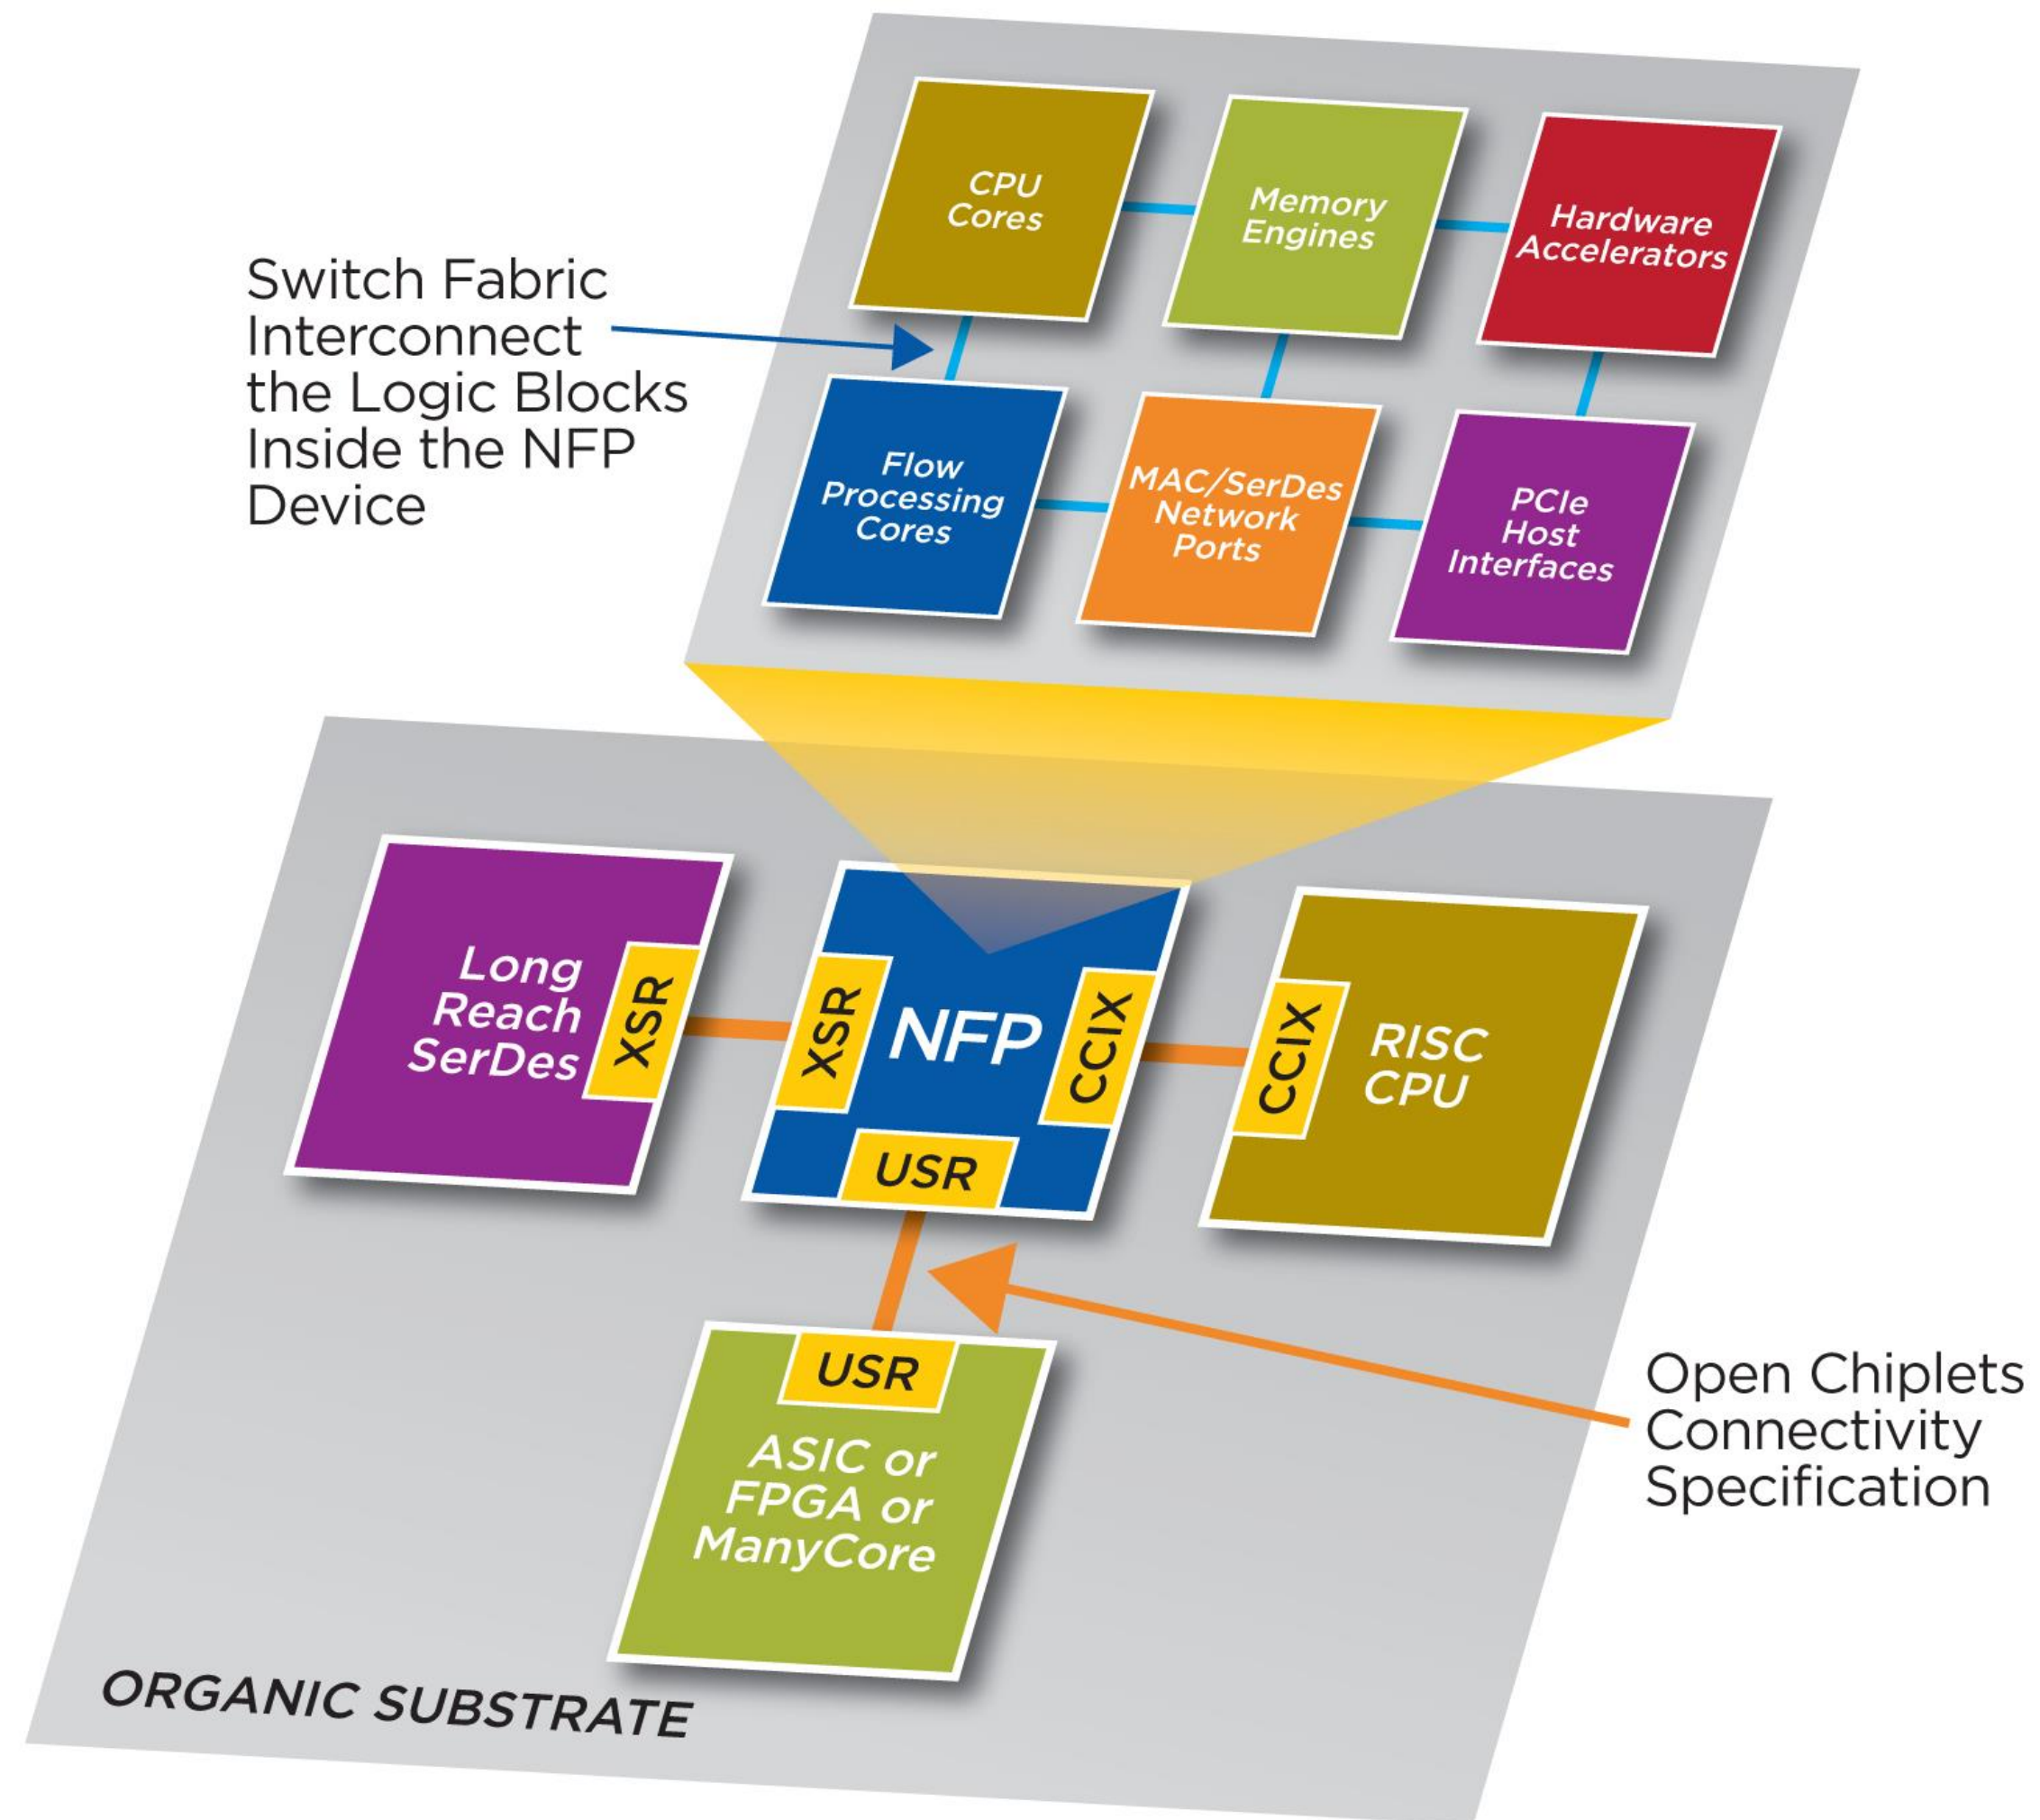 CPU
Cores
Memory
Engines
Hardware
Accelerators
Switch Fabric
Interconnect
the Logic Blocks
Inside the NFP
Device
Flow
Processing
Cores
MAC/SerDes
Network
Ports
PCIe
Host
Interfaces
Long
Reach
SerDes
XSR
XSR
NFP
CCIX
USR
CCIX
RISC
CPU
USR
ASIC or
FPGA or
ManyCore
Open Chiplets
Connectivity
Specification
ORGANIC SUBSTRATE